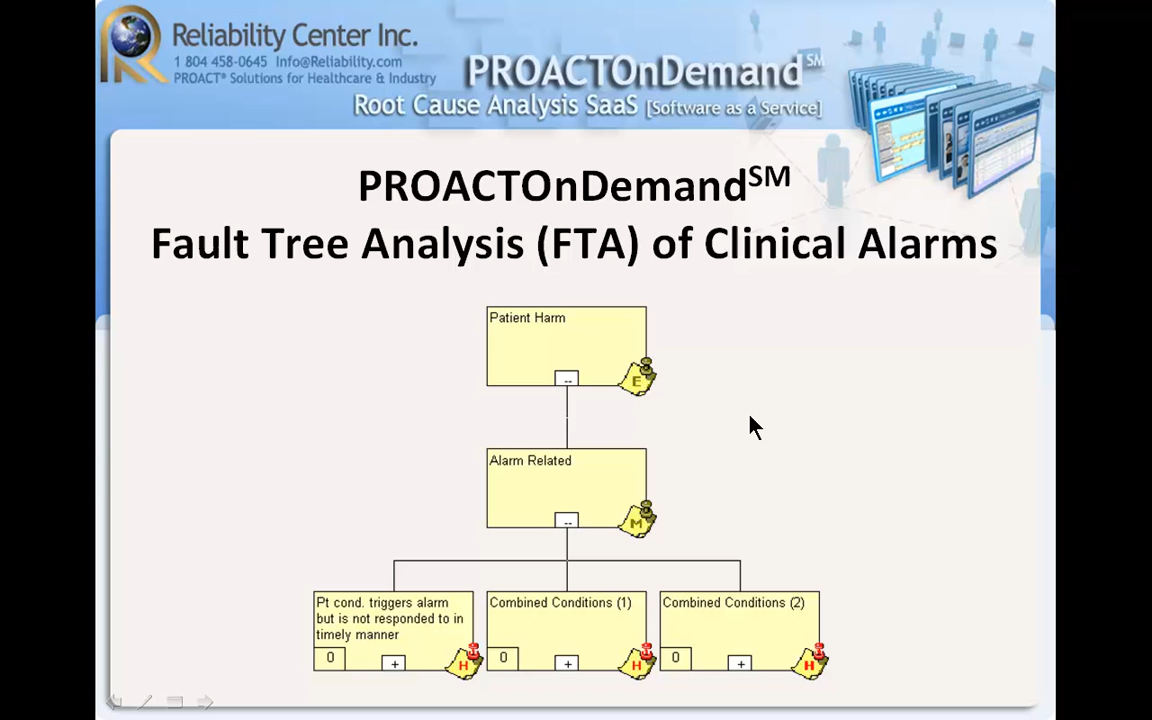 Reliability Center Inc.
1 804 458-0645 Info@Reliability.com
PROACT® Solutions for Healthcare & Industry
PROACTOnDemand SM
Root Cause Analysis SaaS [Software as a Service]
PROACTOnDemand SM
Fault Tree Analysis (FTA) of Clinical Alarms
Patient Harm
--
E
Alarm Related
--
M
Pt cond. triggers alarm
but is not responded to in
timely manner
0
+
H
Combined Conditions (1)
0
+
H
Combined Conditions (2)
0
+
H